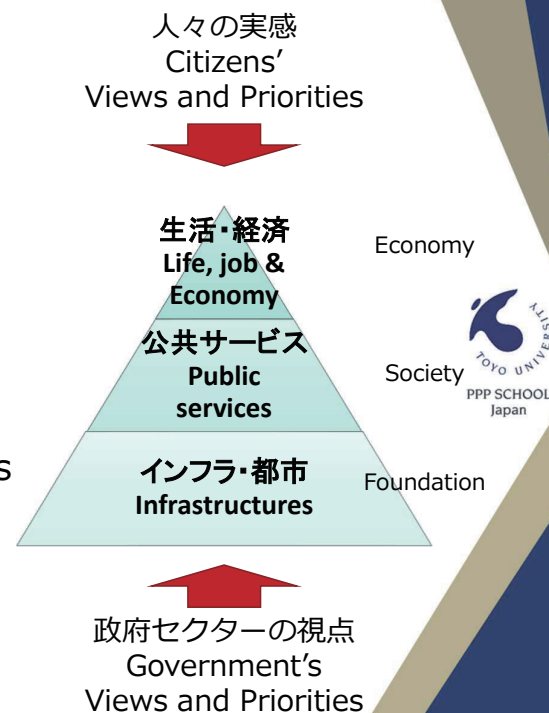 人々の実感
Citizens’
Views and Priorities
生活・経済
Life, job &
Economy
Economy
公共サービス
Public
services
Society
TOYO UNIVERSITY
PPP SCHOOL
Japan
s
インフラ・都市
Infrastructures
Foundation
政府セクターの視点
Government’s
Views and Priorities